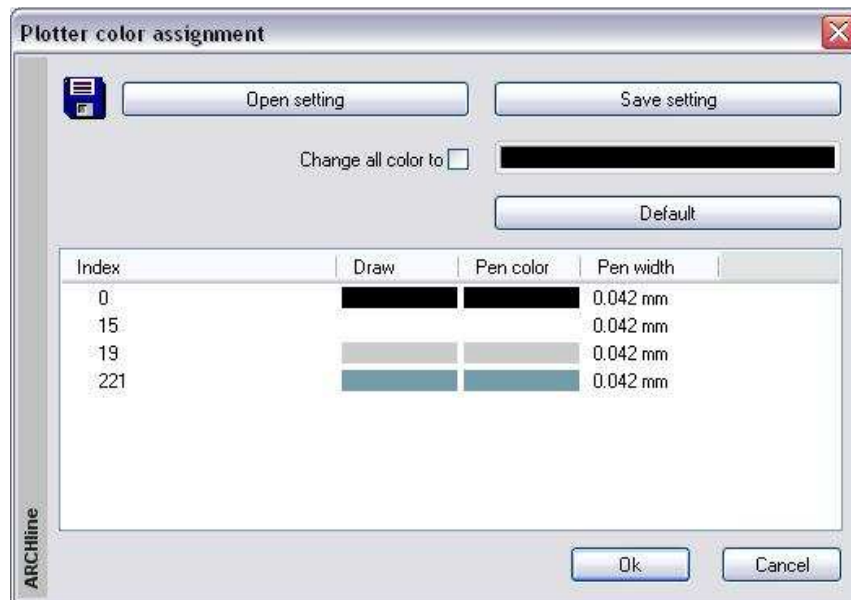 Plotter color assignment
Open setting Save setting
Change all color to
Default
Index Draw Pen color Pen width
0 0.042 mm
15 0.042 mm
19 0.042 mm
221 0.042 mm
Ok Cancel
ARCHline